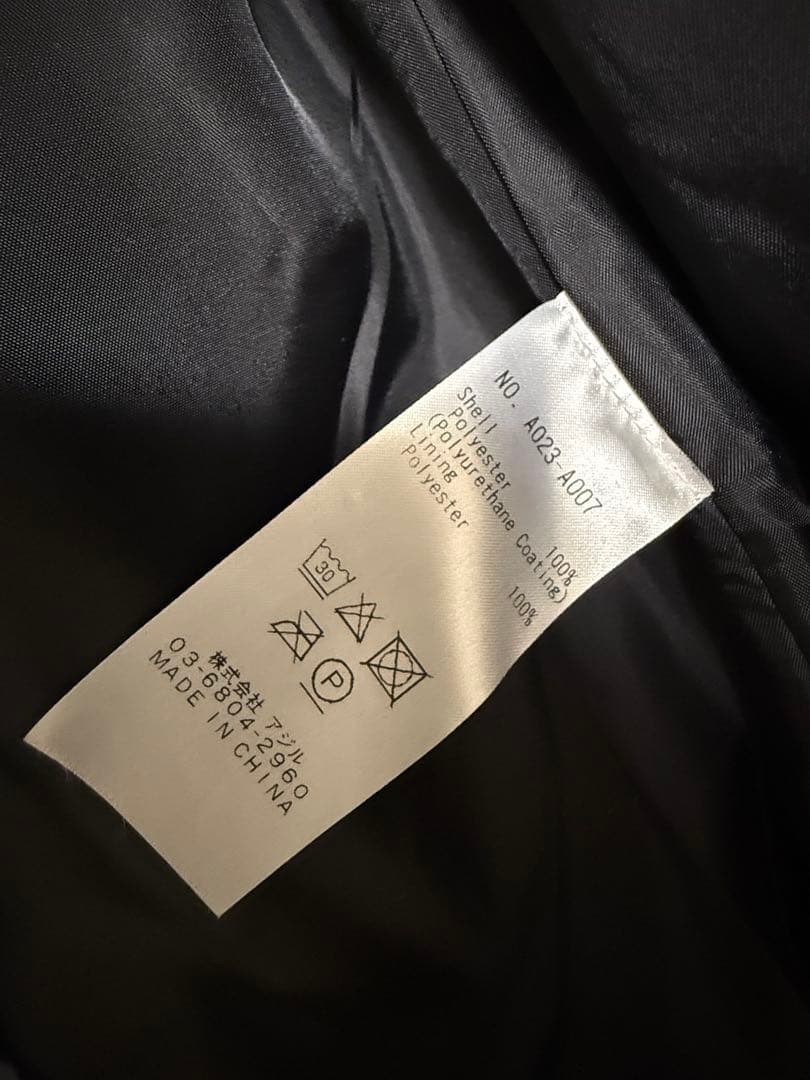 NO. A023-A007
Shell
Polyester 100%
(Polyurethane Coating)
Lining
Polyester 100%
30
P
株式会社 アジル
03-6804-2960
MADE IN CHINA